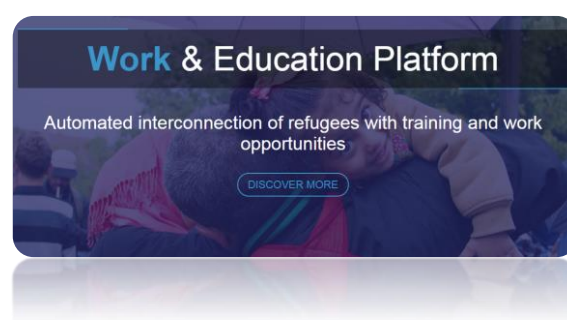 Work & Education Platform
Automated interconnection of refugees with training and work
opportunities
DISCOVER MORE